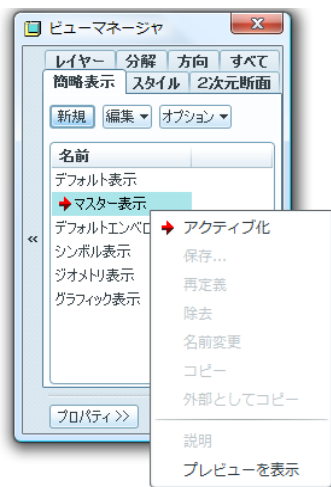 ビューマネージャ
レイヤー 分解 方向 すべて
簡略表示 スタイル 2次元断面
新規 編集 オプション
名前
デフォルト表示
マスター表示
デフォルトエンベロ
シンボル表示
ジオメトリ表示
グラフィック表示
プロパティ >>
アクティブ化
保存...
再定義
除去
名前変更
コピー
外部としてコピー
説明
プレビューを表示